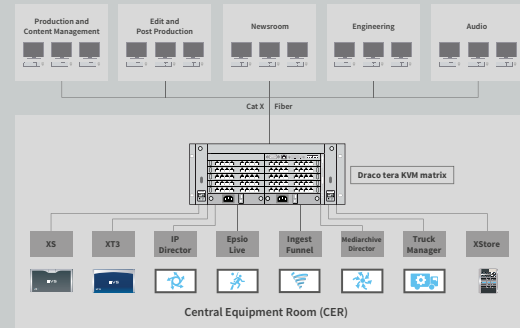 Production and
Content Management
Edit and
Post Production
Newsroom
Engineering
Audio
Cat X
Fiber
Draco tera KVM matrix
XS
XT3
IP
Director
Epsio
Live
Ingest
Funnel
Mediarchive
Director
Truck
Manager
XStore
Central Equipment Room (CER)